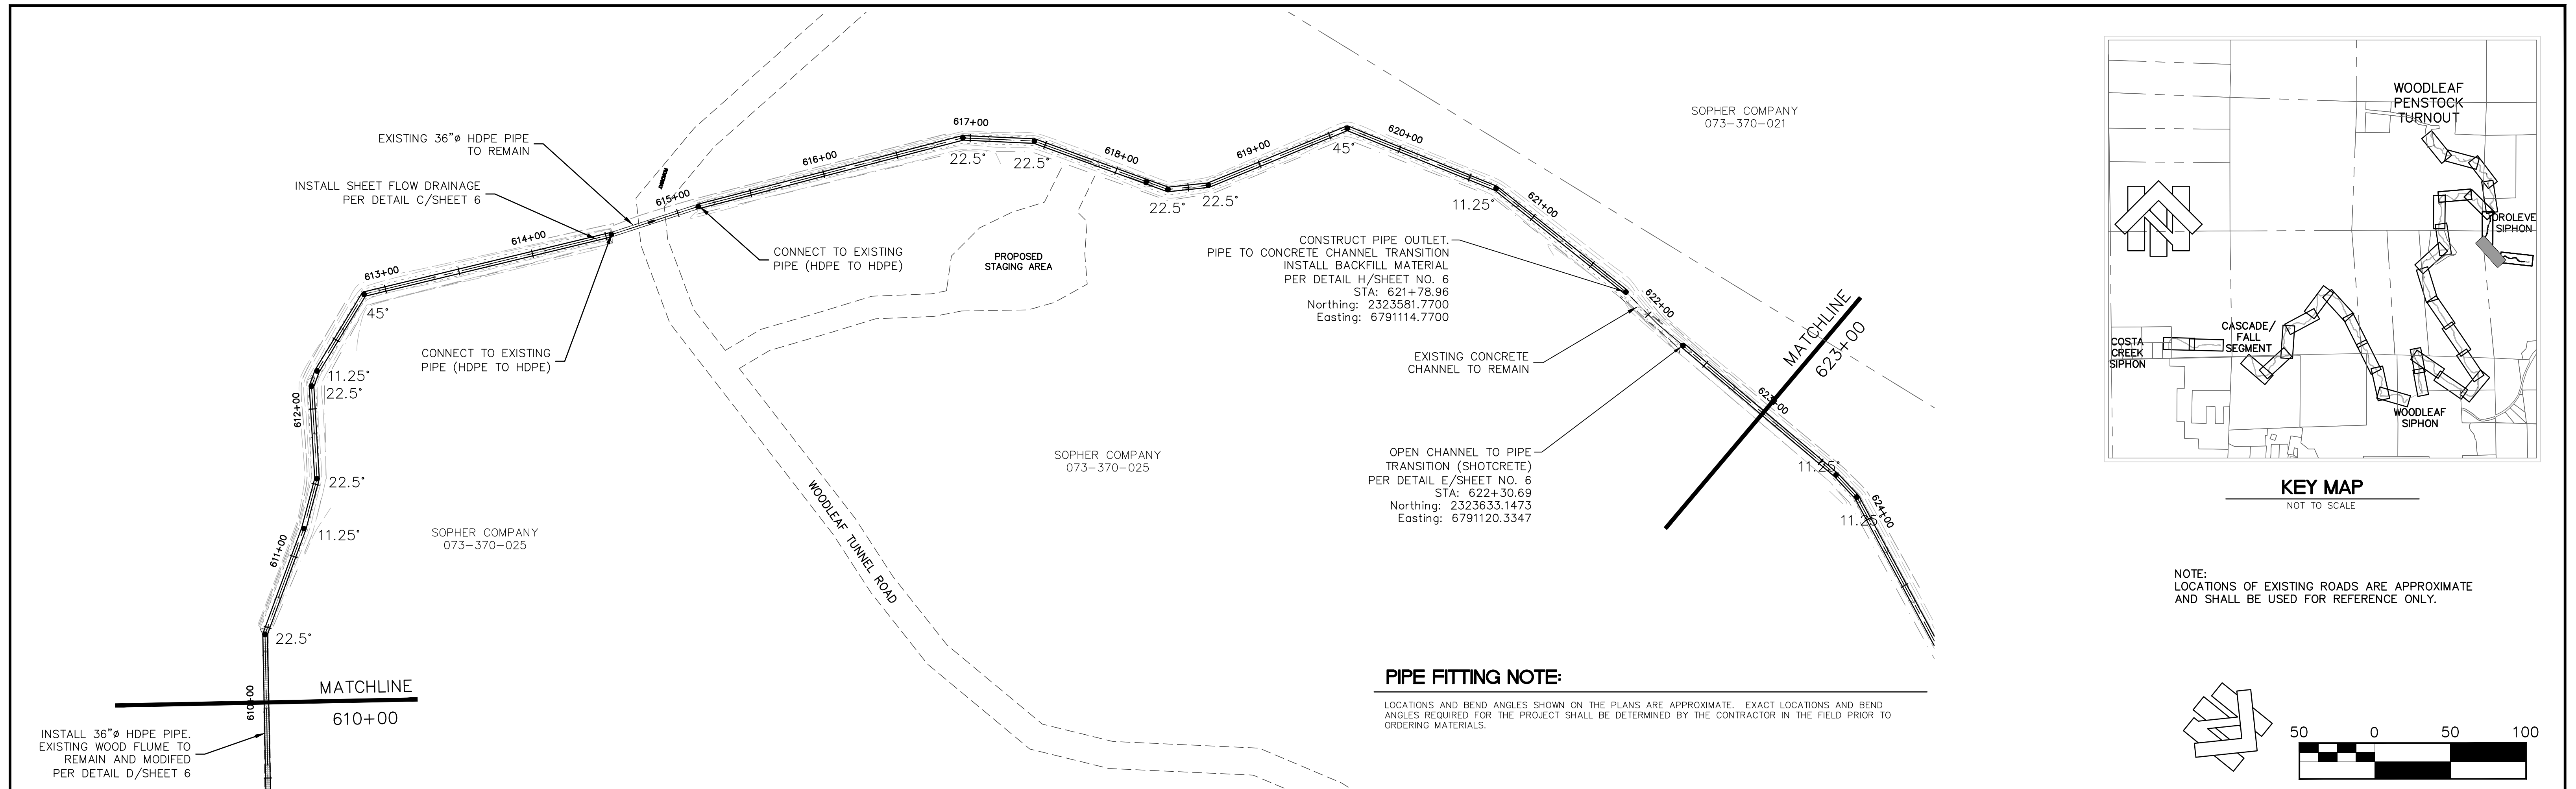 EXISTING 36"ø HDPE PIPE
TO REMAIN
INSTALL SHEET FLOW DRAINAGE
PER DETAIL C/SHEET 6
613+00
614+00
615+00
616+00
617+00
618+00
619+00
620+00
621+00
622+00
623+00
624+00
612+00
611+00
610+00
22.5°
22.5°
22.5°
22.5°
45°
11.25°
45°
11.25°
22.5°
22.5°
11.25°
22.5°
11.25°
11.25°
CONNECT TO EXISTING
PIPE (HDPE TO HDPE)
CONNECT TO EXISTING
PIPE (HDPE TO HDPE)
PROPOSED
STAGING AREA
SOPHER COMPANY
073-370-021
CONSTRUCT PIPE OUTLET.
PIPE TO CONCRETE CHANNEL TRANSITION
INSTALL BACKFILL MATERIAL
PER DETAIL H/SHEET NO. 6
STA: 621+78.96
Northing: 2323581.7700
Easting: 6791114.7700
EXISTING CONCRETE
CHANNEL TO REMAIN
MATCHLINE
623+00
OPEN CHANNEL TO PIPE
TRANSITION (SHOTCRETE)
PER DETAIL E/SHEET NO. 6
STA: 622+30.69
Northing: 2323633.1473
Easting: 6791120.3347
SOPHER COMPANY
073-370-025
SOPHER COMPANY
073-370-025
WOODLEAF TUNNEL ROAD
MATCHLINE
610+00
INSTALL 36"ø HDPE PIPE.
EXISTING WOOD FLUME TO
REMAIN AND MODIFED
PER DETAIL D/SHEET 6
PIPE FITTING NOTE:
LOCATIONS AND BEND ANGLES SHOWN ON THE PLANS ARE APPROXIMATE. EXACT LOCATIONS AND BEND
ANGLES REQUIRED FOR THE PROJECT SHALL BE DETERMINED BY THE CONTRACTOR IN THE FIELD PRIOR TO
ORDERING MATERIALS.
WOODLEAF
PENSTOCK
TURNOUT
OROLEVE
SIPHON
CASCADE/
FALL
SEGMENT
COSTA
CREEK
SIPHON
WOODLEAF
SIPHON
KEY MAP
NOT TO SCALE
NOTE:
LOCATIONS OF EXISTING ROADS ARE APPROXIMATE
AND SHALL BE USED FOR REFERENCE ONLY.
50
0
50
100